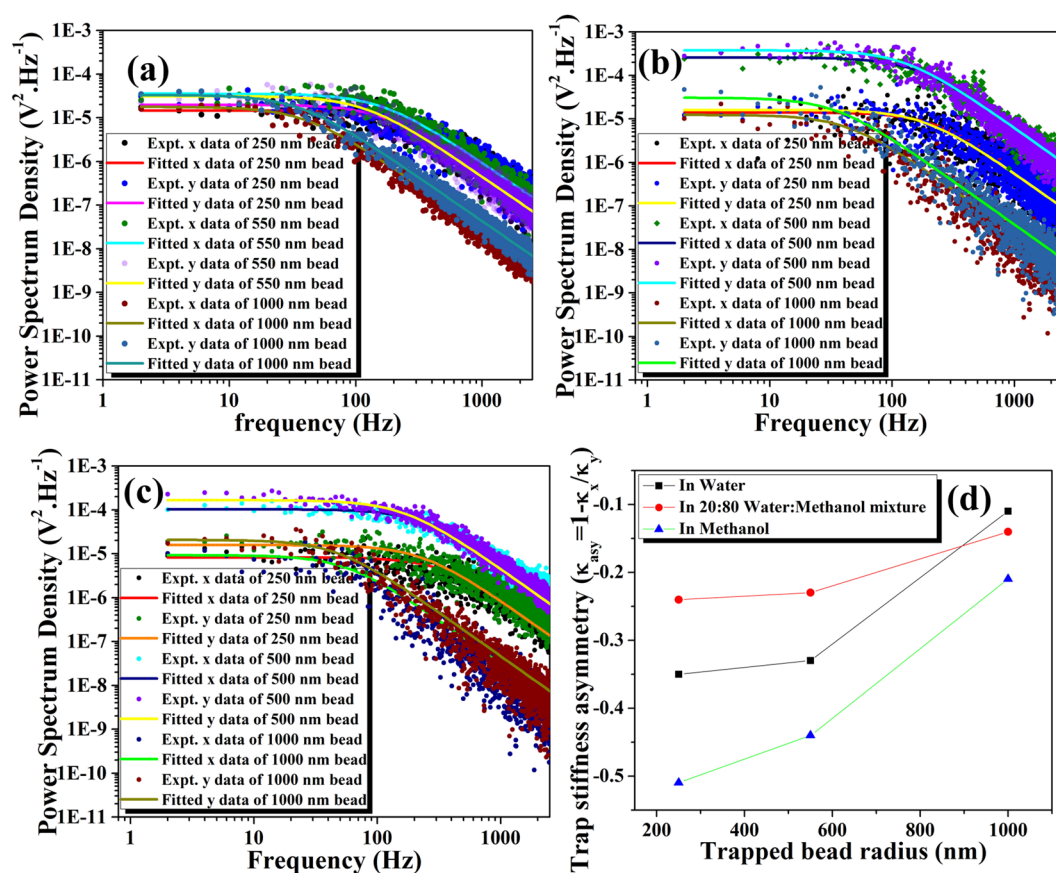 (a)
Power Spectrum Density (V².Hz⁻¹)
1E-3
1E-4
1E-5
1E-6
1E-7
1E-8
1E-9
1E-10
1E-11
Expt. x data of 250 nm bead
Fitted x data of 250 nm bead
Expt. y data of 250 nm bead
Fitted y data of 250 nm bead
Expt. x data of 550 nm bead
Fitted x data of 550 nm bead
Expt. y data of 550 nm bead
Fitted y data of 550 nm bead
Expt. x data of 1000 nm bead
Fitted x data of 1000 nm bead
Expt. y data of 1000 nm bead
Fitted y data of 1000 nm bead
1 10 100 1000
frequency (Hz)
(b)
Power Spectrum Density (V².Hz⁻¹)
1E-3
1E-4
1E-5
1E-6
1E-7
1E-8
1E-9
1E-10
1E-11
Expt. x data of 250 nm bead
Fitted x data of 250 nm bead
Expt. y data of 250 nm bead
Fitted y data of 250 nm bead
Expt. x data of 500 nm bead
Fitted x data of 500 nm bead
Expt. y data of 500 nm bead
Fitted y data of 500 nm bead
Expt. x data of 1000 nm bead
Fitted x data of 1000 nm bead
Expt. y data of 1000 nm bead
Fitted y data of 1000 nm bead
1 10 100 1000
Frequency (Hz)
(c)
Power Spectrum Density (V².Hz⁻¹)
1E-3
1E-4
1E-5
1E-6
1E-7
1E-8
1E-9
1E-10
1E-11
Expt. x data of 250 nm bead
Fitted x data of 250 nm bead
Expt. y data of 250 nm bead
Fitted y data of 250 nm bead
Expt. x data of 500 nm bead
Fitted x data of 500 nm bead
Expt. y data of 500 nm bead
Fitted y data of 500 nm bead
Expt. x data of 1000 nm bead
Fitted x data of 1000 nm bead
Expt. y data of 1000 nm bead
Fitted y data of 1000 nm bead
1 10 100 1000
Frequency (Hz)
(d)
Trap stiffness asymmetry (κ_asy=1-κ_x/κ_y)
In Water
In 20:80 Water:Methanol mixture
In Methanol
-0.1
-0.2
-0.3
-0.4
-0.5
200 400 600 800 1000
Trapped bead radius (nm)